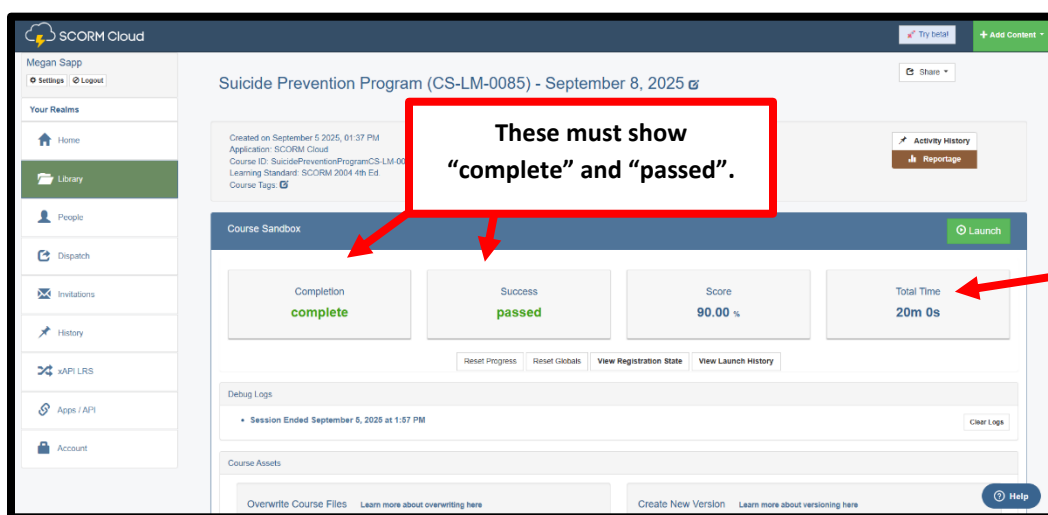 SCORM Cloud
Try beta!
+ Add Content
Megan Sapp
Settings
Logout
Your Realms
Home
Library
People
Dispatch
Invitations
History
xAPI LRS
Apps / API
Account
Suicide Prevention Program (CS-LM-0085) - September 8, 2025
Share
Created on September 5 2025, 01:37 PM
Application: SCORM Cloud
Course ID: SuicidePreventionProgramCS-LM-00
Learning Standard: SCORM 2004 4th Ed.
Course Tags:
Activity History
Reportage
These must show
“complete” and “passed”.
Course Sandbox
Launch
Completion
complete
Success
passed
Score
90.00 %
Total Time
20m 0s
Reset Progress
Reset Globals
View Registration State
View Launch History
Debug Logs
• Session Ended September 5, 2025 at 1:57 PM
Clear Logs
Course Assets
Overwrite Course Files Learn more about overwriting here
Create New Version Learn more about versioning here
Help